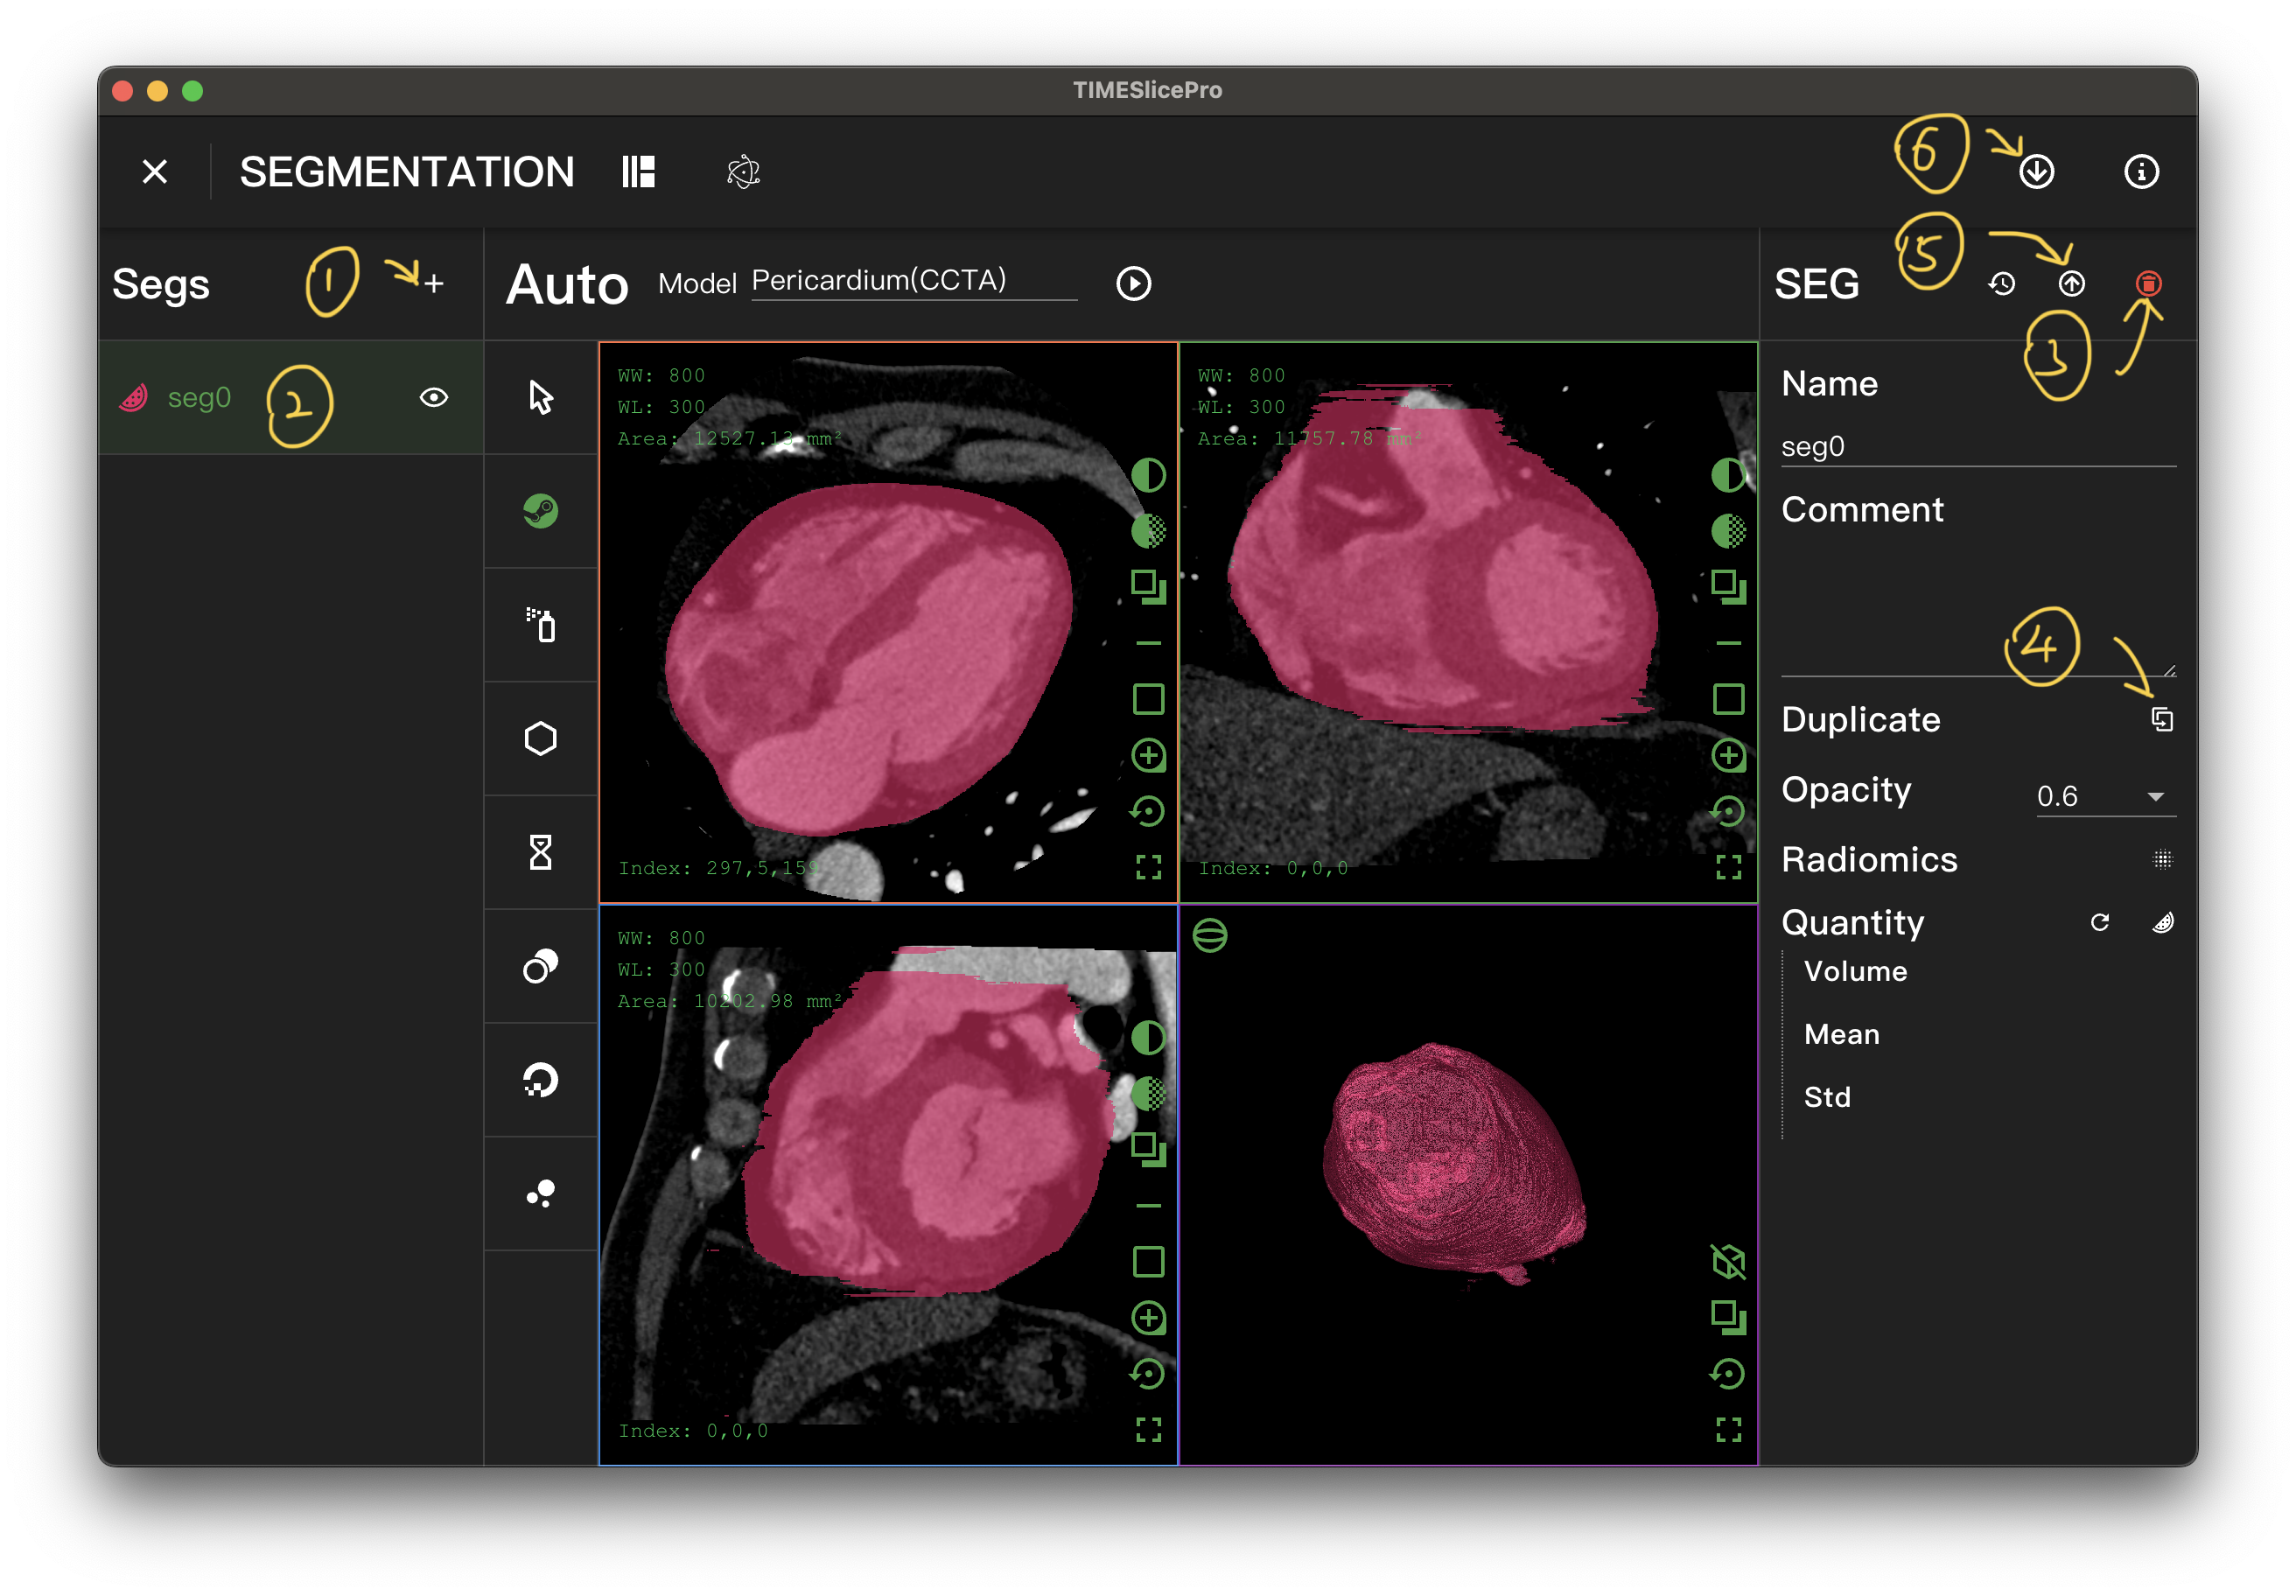 TIMESlicePro
SEGMENTATION
6
Segs
1
+
Auto
Model
Pericardium(CCTA)
SEG
5
3
seg0
2
WW: 800
WL: 300
Area: 12527.13 mm²
Index: 297,5,159
WW: 800
WL: 300
Area: 11757.78 mm²
Index: 0,0,0
WW: 800
WL: 300
Area: 10202.98 mm²
Index: 0,0,0
Name
seg0
Comment
4
Duplicate
Opacity
0.6
Radiomics
Quantity
Volume
Mean
Std